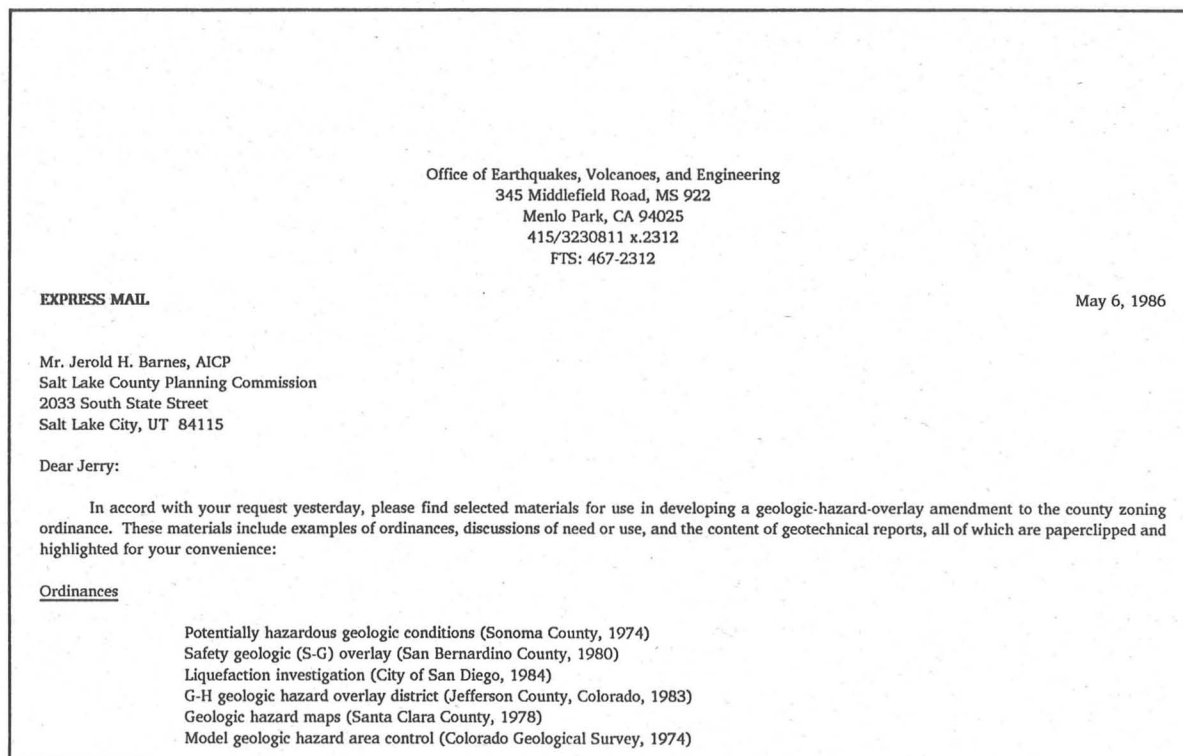 Office of Earthquakes, Volcanoes, and Engineering
345 Middlefield Road, MS 922
Menlo Park, CA 94025
415/3230811 x.2312
FTS: 467-2312
EXPRESS MAIL
May 6, 1986
Mr. Jerold H. Barnes, AICP
Salt Lake County Planning Commission
2033 South State Street
Salt Lake City, UT 84115
Dear Jerry:
In accord with your request yesterday, please find selected materials for use in developing a geologic-hazard-overlay amendment to the county zoning
ordinance. These materials include examples of ordinances, discussions of need or use, and the content of geotechnical reports, all of which are paperclipped and
highlighted for your convenience:
Ordinances
Potentially hazardous geologic conditions (Sonoma County, 1974)
Safety geologic (S-G) overlay (San Bernardino County, 1980)
Liquefaction investigation (City of San Diego, 1984)
G-H geologic hazard overlay district (Jefferson County, Colorado, 1983)
Geologic hazard maps (Santa Clara County, 1978)
Model geologic hazard area control (Colorado Geological Survey, 1974)